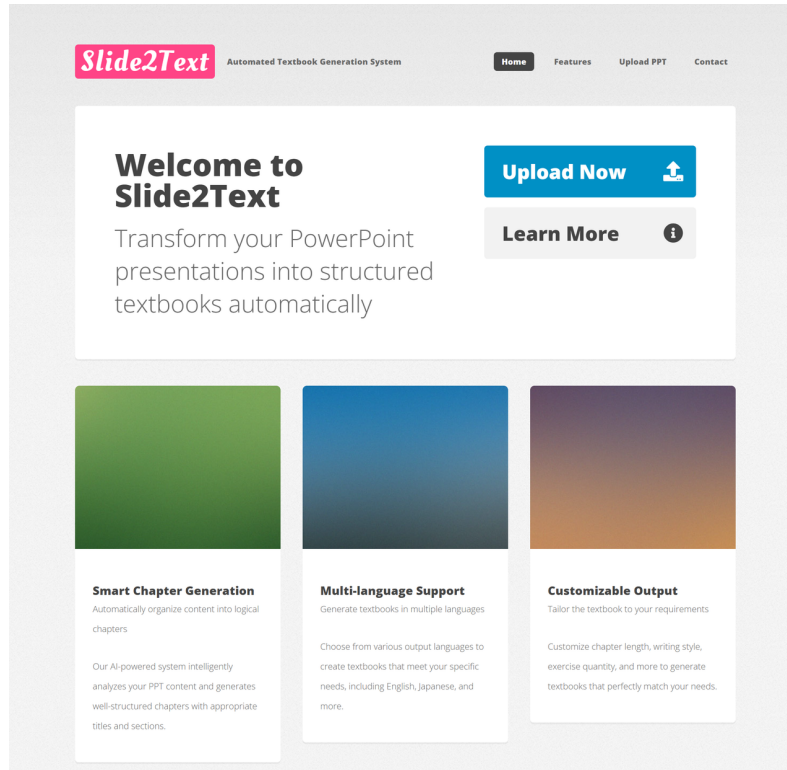 Slide2Text
Automated Textbook Generation System
Home
Features
Upload PPT
Contact
Welcome to
Slide2Text
Transform your PowerPoint
presentations into structured
textbooks automatically
Upload Now
Learn More
Smart Chapter Generation
Automatically organize content into logical
chapters
Our AI-powered system intelligently
analyzes your PPT content and generates
well-structured chapters with appropriate
titles and sections.
Multi-language Support
Generate textbooks in multiple languages
Choose from various output languages to
create textbooks that meet your specific
needs, including English, Japanese, and
more.
Customizable Output
Tailor the textbook to your requirements
Customize chapter length, writing style,
exercise quantity, and more to generate
textbooks that perfectly match your needs.